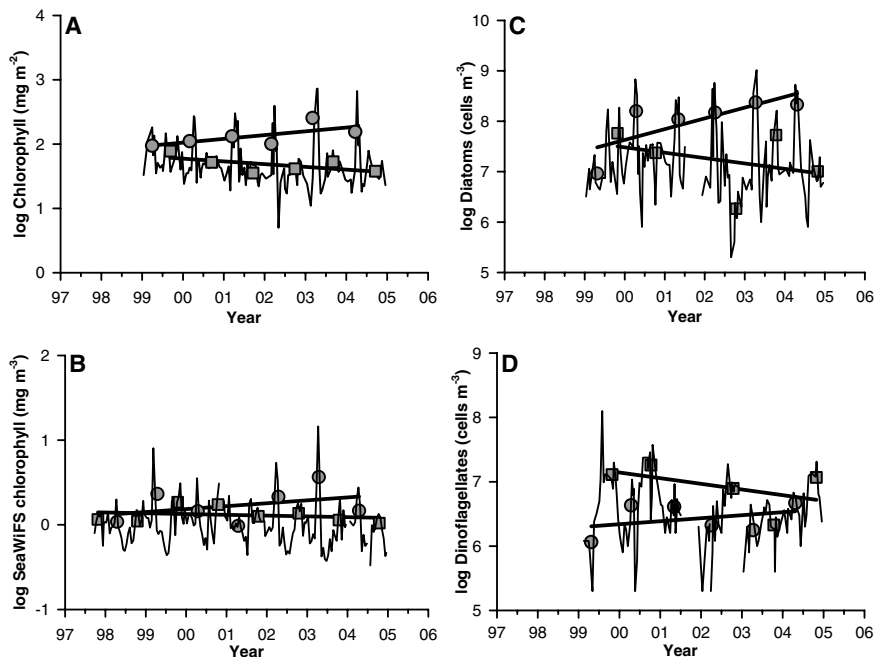 A
log Chlorophyll (mg m-2)
4
3
2
1
0
97 98 99 00 01 02 03 04 05 06
Year
C
log Diatoms (cells m-3)
10
9
8
7
6
5
97 98 99 00 01 02 03 04 05 06
Year
B
log SeaWiFS chlorophyll (mg m-3)
2
1
0
-1
97 98 99 00 01 02 03 04 05 06
Year
D
log Dinoflagellates (cells m-3)
9
8
7
6
5
97 98 99 00 01 02 03 04 05 06
Year